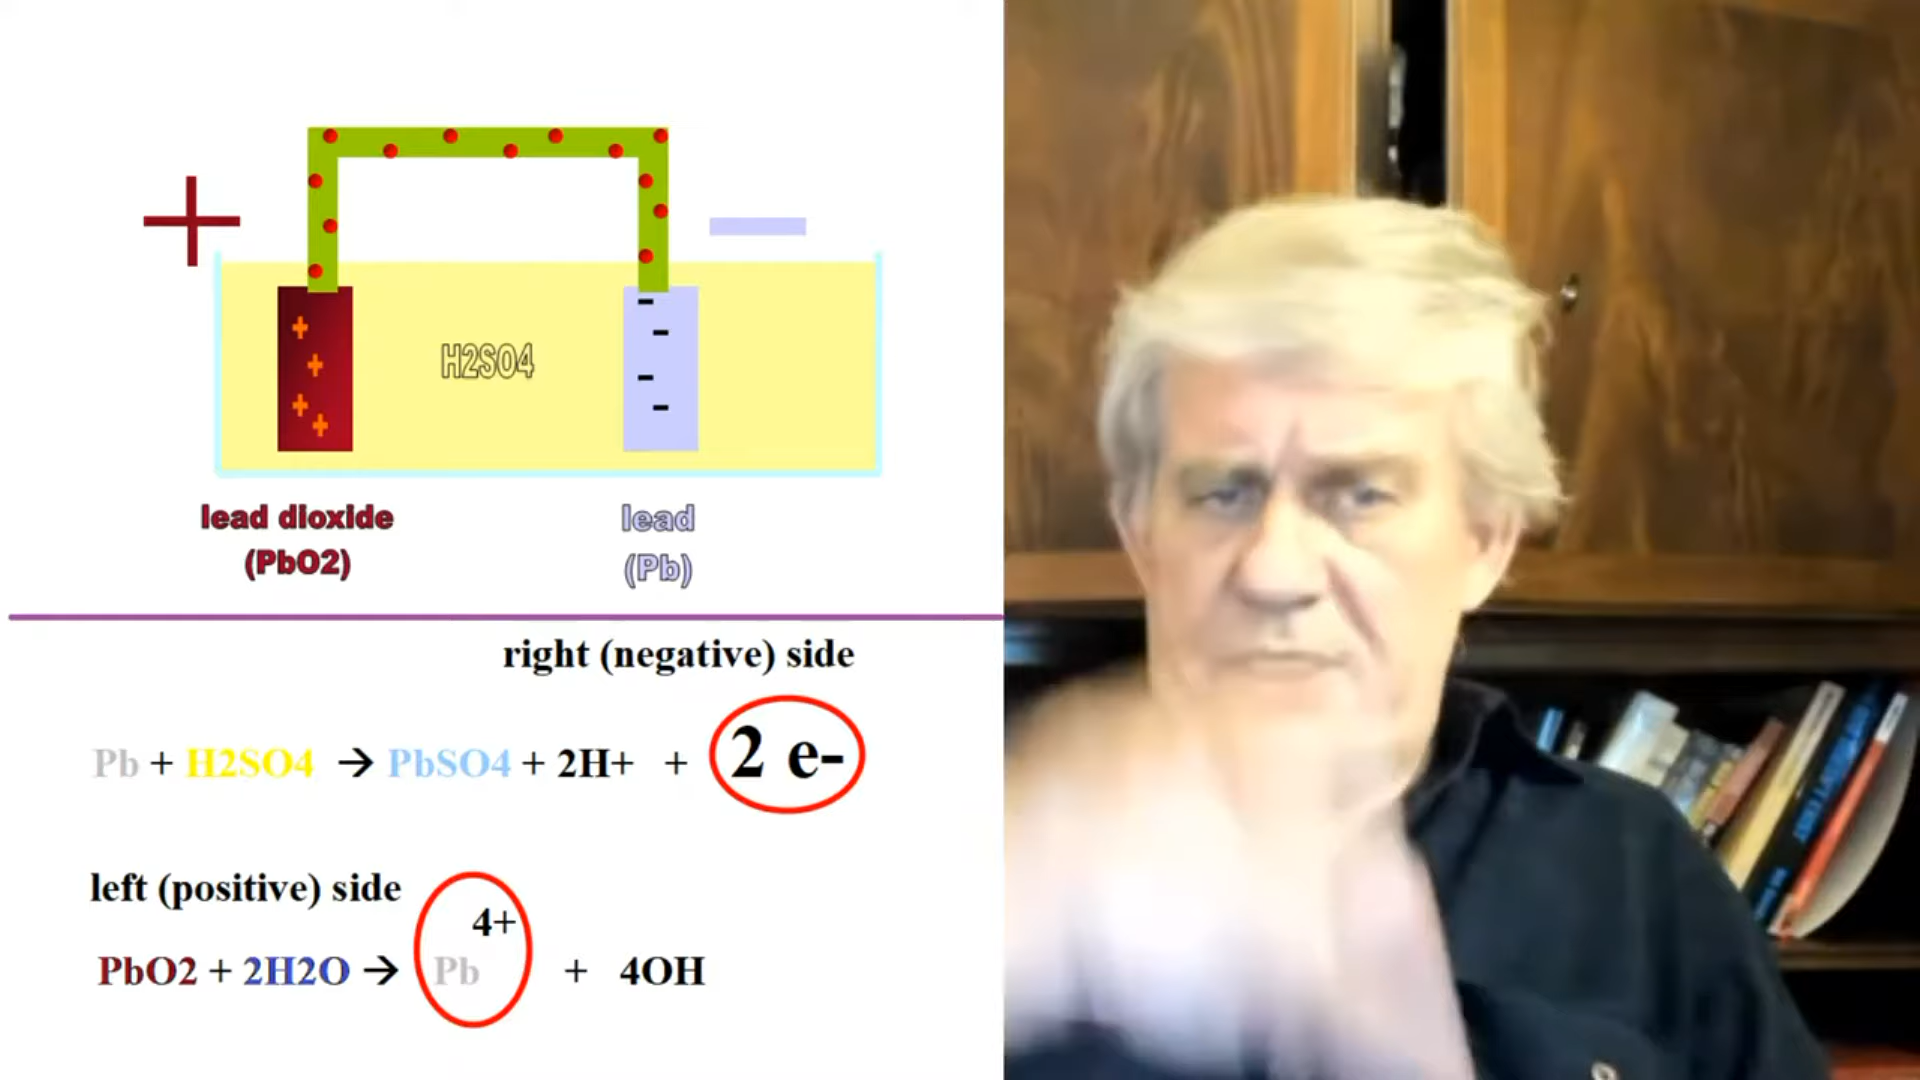 H2SO4
lead dioxide
(PbO2)
lead
(Pb)
right (negative) side
Pb + H2SO4 → PbSO4 + 2H+ + 2 e-
left (positive) side
4+
PbO2 + 2H2O → Pb + 4OH